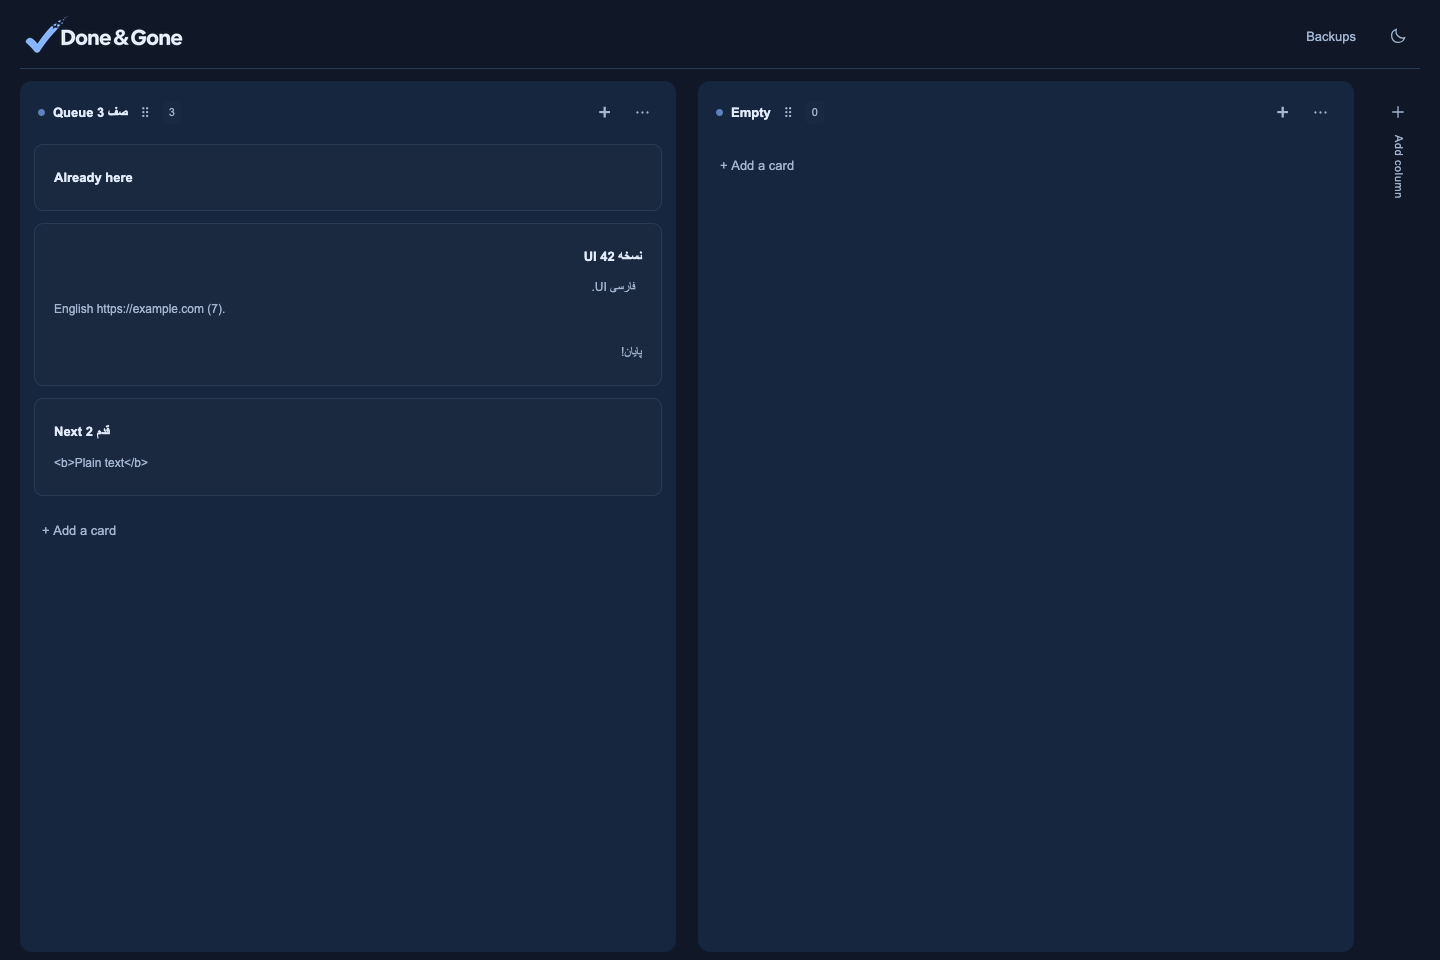 Done & Gone
Backups
Queue 3 صف
3
Already here
نسخه 42 UI
فارسی UI.
English https://example.com (7).
پایان!
Next 2 قدم
<b>Plain text</b>
+ Add a card
Empty
0
+ Add a card
Add column